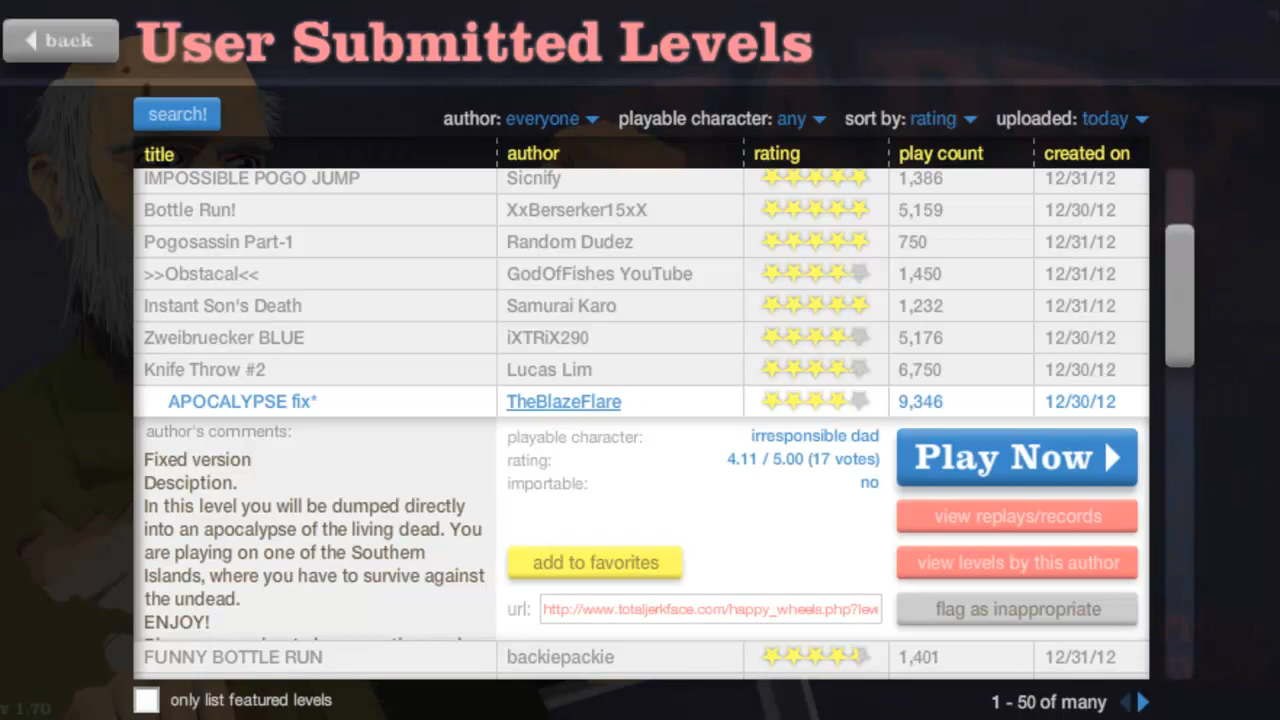 back
User Submitted Levels
search!
author: everyone playable character: any sort by: rating uploaded: today
title author rating play count created on
IMPOSSIBLE POGO JUMP Sicnify 1,386 12/31/12
Bottle Run! XxBerserker15xX 5,159 12/30/12
Pogosassin Part-1 Random Dudez 750 12/31/12
>>Obstacal<< GodOfFishes YouTube 1,450 12/31/12
Instant Son's Death Samurai Karo 1,232 12/31/12
Zweibruecker BLUE iXTRiX290 5,176 12/30/12
Knife Throw #2 Lucas Lim 6,750 12/31/12
APOCALYPSE fix* TheBlazeFlare 9,346 12/30/12
author's comments:
Fixed version
Desciption.
In this level you will be dumped directly
into an apocalypse of the living dead. You
are playing on one of the Southern
Islands, where you have to survive against
the undead.
ENJOY!
playable character: irresponsible dad
rating: 4.11 / 5.00 (17 votes)
importable: no
add to favorites
url: http://www.totaljerkface.com/happy_wheels.php?leve
Play Now
view replays/records
view levels by this author
flag as inappropriate
FUNNY BOTTLE RUN backiepackie 1,401 12/31/12
only list featured levels
1 - 50 of many
v 1.70